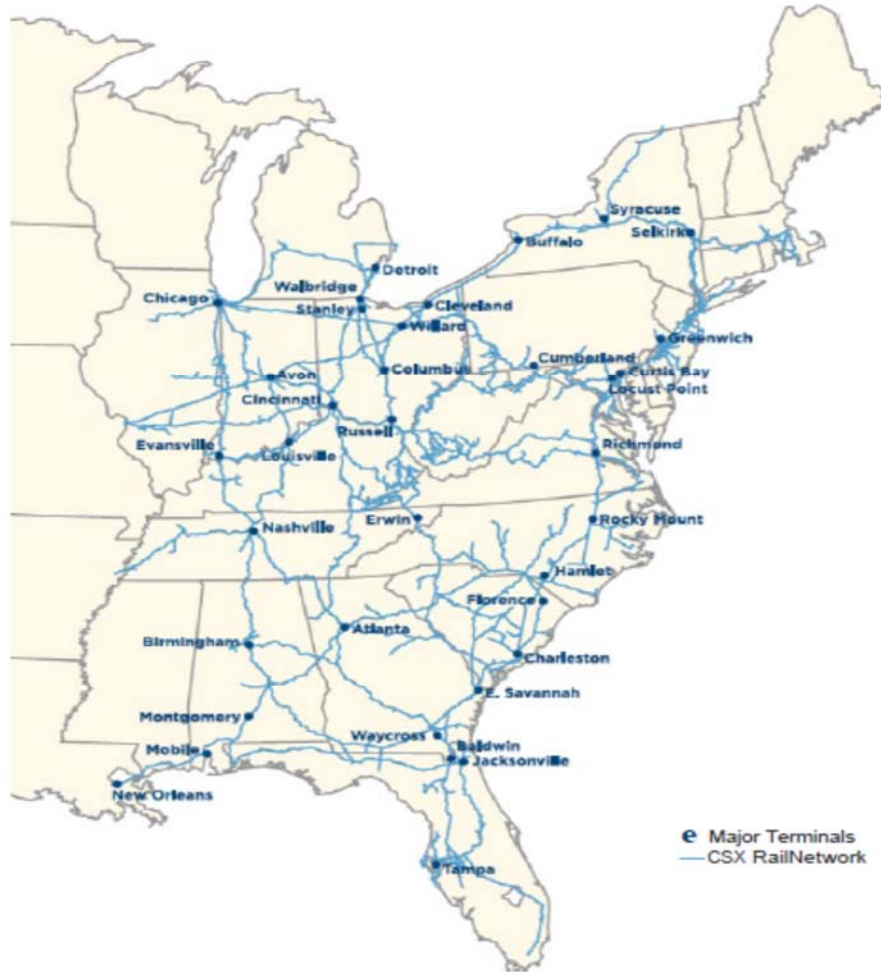 Syracuse
Selkirk
Buffalo
Detroit
Walbridge
Chicago
Stanley
Cleveland
Willard
Greenwich
Cumberland
Columbus
Curtis Bay
Avon
Locust Point
Cincinnati
Russell
Evansville
Louisville
Richmond
Erwin
Rocky Mount
Nashville
Hamlet
Florence
Atlanta
Birmingham
Charleston
E. Savannah
Montgomery
Waycross
Baldwin
Mobile
Jacksonville
New Orleans
e Major Terminals
CSX RailNetwork
Tampa